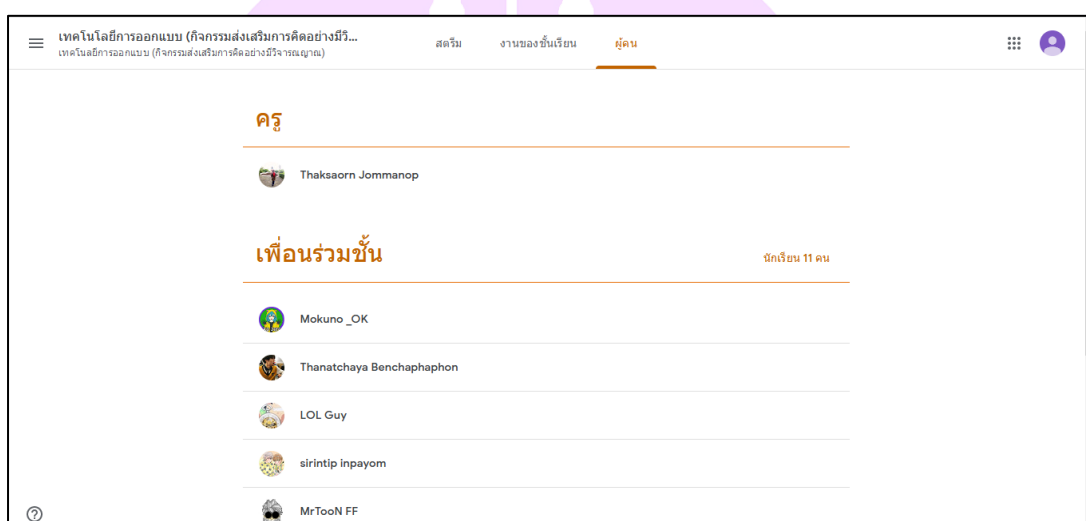 เทคโนโลยีการออกแบบ (กิจกรรมส่งเสริมการคิดอย่างมีวิ...
เทคโนลยีการออกแบบ (กิจกรรมส่งเสริมการคิดอย่างมีวิจารณญาณ)
สตรีม งานของชั้นเรียน ผู้คน
ครู
Thaksaorn Jommanop
เพื่อนร่วมชั้น นักเรียน 11 คน
Mokuno _OK
Thanatchaya Benchaphaphon
LOL Guy
sirintip inpayom
MrTooN FF